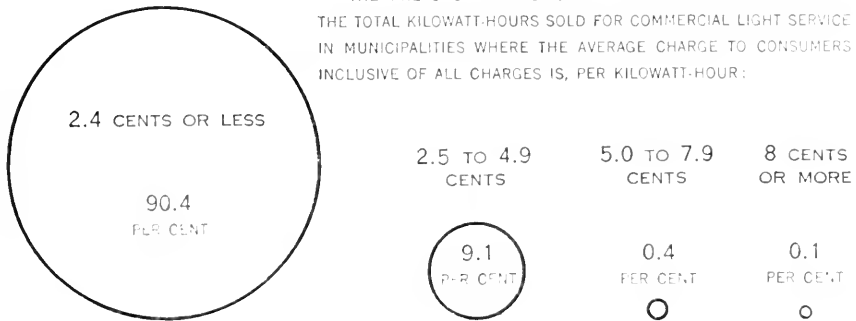 THE TOTAL KILOWATT-HOURS SOLD FOR COMMERCIAL LIGHT SERVICE
IN MUNICIPALITIES WHERE THE AVERAGE CHARGE TO CONSUMERS
INCLUSIVE OF ALL CHARGES IS, PER KILOWATT-HOUR:
2.4 CENTS OR LESS
90.4
PER CENT
2.5 TO 4.9
CENTS
9.1
PER CENT
5.0 TO 7.9
CENTS
0.4
PER CENT
8 CENTS
OR MORE
0.1
PER CENT